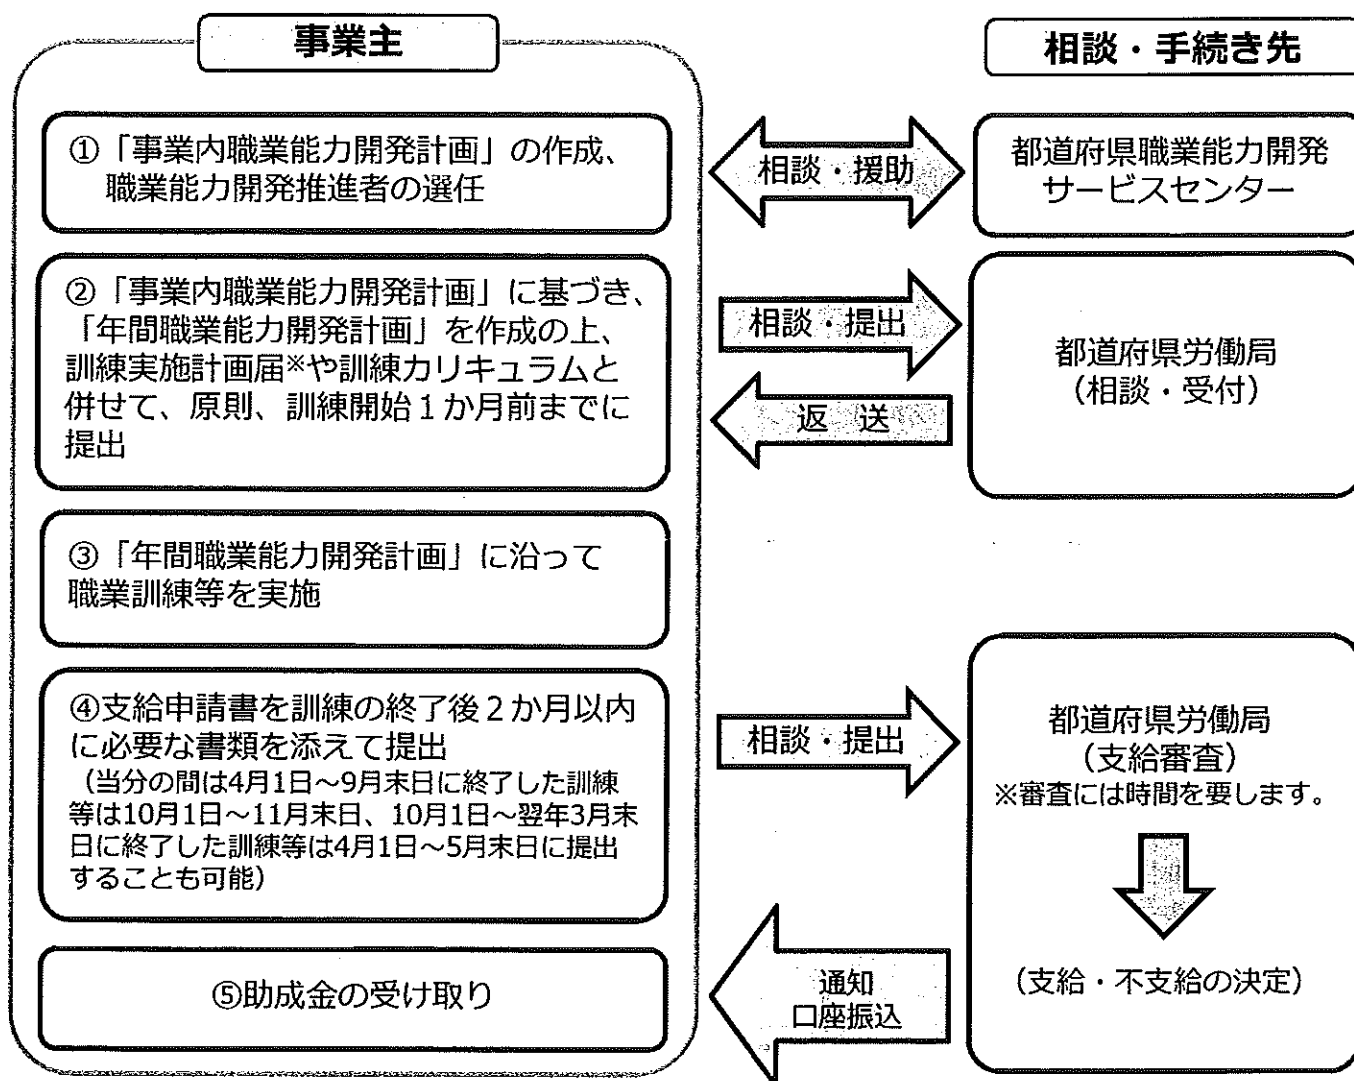 事業主
相談・手続き先
①「事業内職業能力開発計画」の作成、
職業能力開発推進者の選任
相談・援助
都道府県職業能力開発
サービスセンター
②「事業内職業能力開発計画」に基づき、
「年間職業能力開発計画」を作成の上、
訓練実施計画届※や訓練カリキュラムと
併せて、原則、訓練開始１か月前までに
提出
相談・提出
返　送
都道府県労働局
（相談・受付）
③「年間職業能力開発計画」に沿って
職業訓練等を実施
④支給申請書を訓練の終了後２か月以内
に必要な書類を添えて提出
（当分の間は4月1日～9月末日に終了した訓練
等は10月1日～11月末日、10月1日～翌年3月末
日に終了した訓練等は4月1日～5月末日に提出
することも可能）
相談・提出
都道府県労働局
（支給審査）
※審査には時間を要します。
（支給・不支給の決定）
通知
口座振込
⑤助成金の受け取り